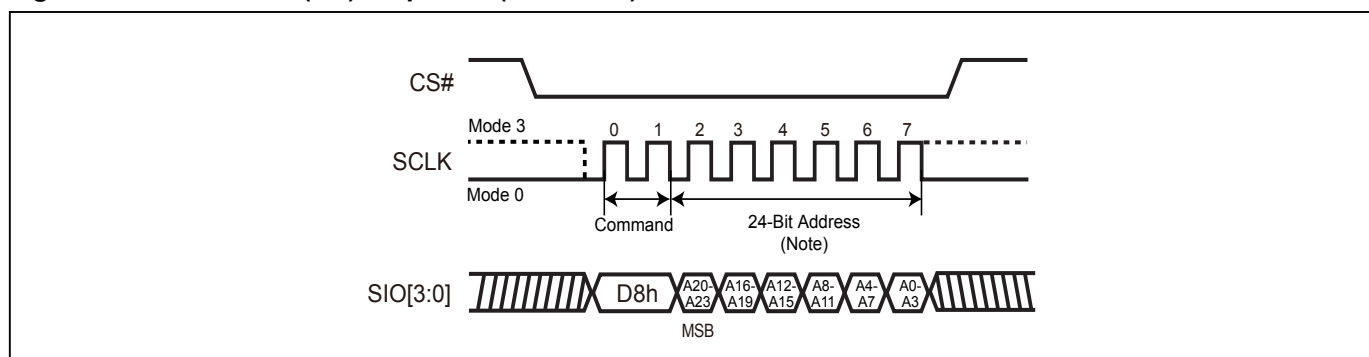 CS#
Mode 3
0 1 2 3 4 5 6 7
SCLK
Mode 0
Command
24-Bit Address
(Note)
SIO[3:0]
D8h
A20-
A23
A16-
A19
A12-
A15
A8-
A11
A4-
A7
A0-
A3
MSB